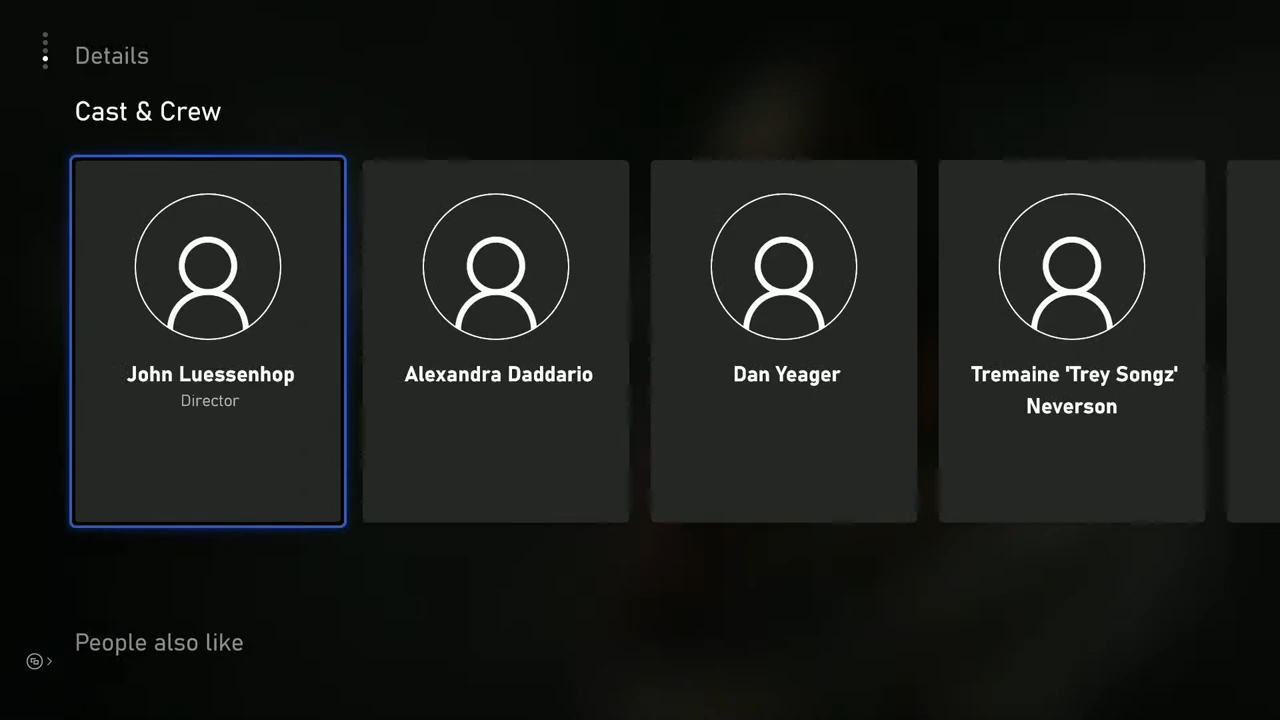 Details
Cast & Crew
John Luessenhop
Director
Alexandra Daddario
Dan Yeager
Tremaine 'Trey Songz'
Neverson
People also like